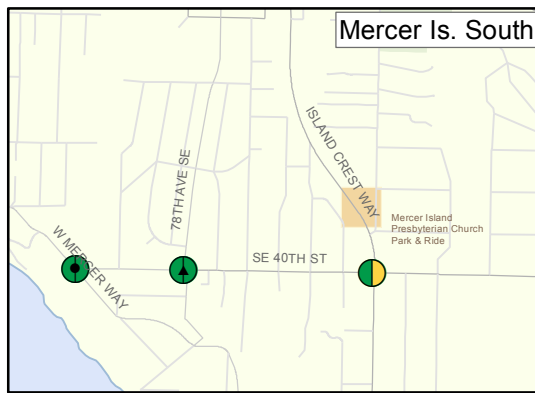 Mercer Is. South
ISLAND CREST WAY
78TH AVE SE
Mercer Island
Presbyterian Church
Park & Ride
W MERCER WAY
SE 40TH ST